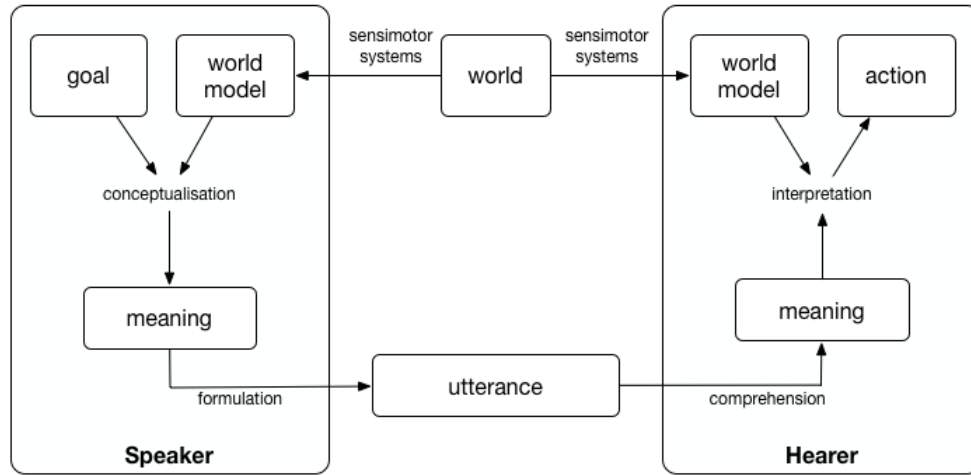 sensimotor
systems
sensimotor
systems
goal
world
model
world
world
model
action
conceptualisation
interpretation
meaning
meaning
utterance
formulation
comprehension
Speaker
Hearer